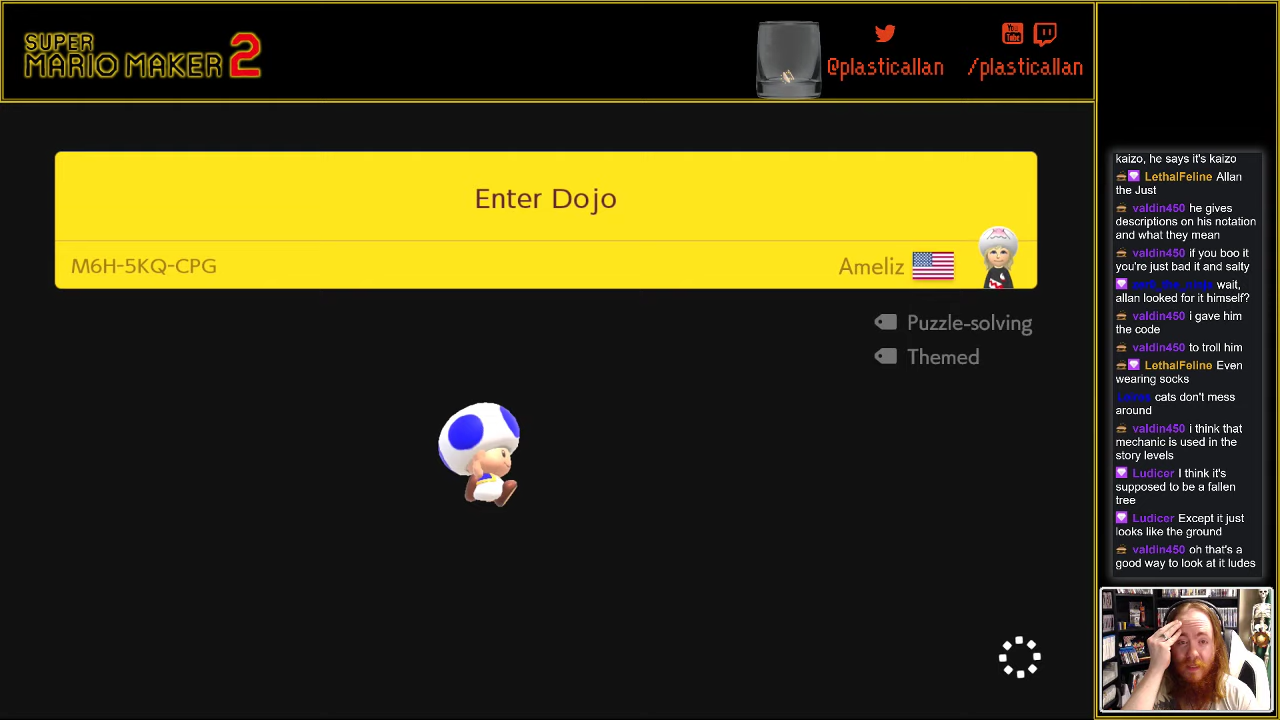 SUPER
MARIO MAKER 2
@plasticallan
You Tube
/plasticallan
Enter Dojo
M6H-5KQ-CPG
Ameliz
Puzzle-solving
Themed
kaizo, he says it's kaizo
LethalFeline Allan
the Just
valdin450 he gives
descriptions on his notation
and what they mean
valdin450 if you boo it
you're just bad it and salty
wait,
allan looked for it himself?
valdin450 i gave him
the code
valdin450 to troll him
LethalFeline Even
wearing socks
cats don't mess
around
valdin450 i think that
mechanic is used in the
story levels
Ludicer I think it's
supposed to be a fallen
tree
Ludicer Except it just
looks like the ground
valdin450 oh that's a
good way to look at it ludes